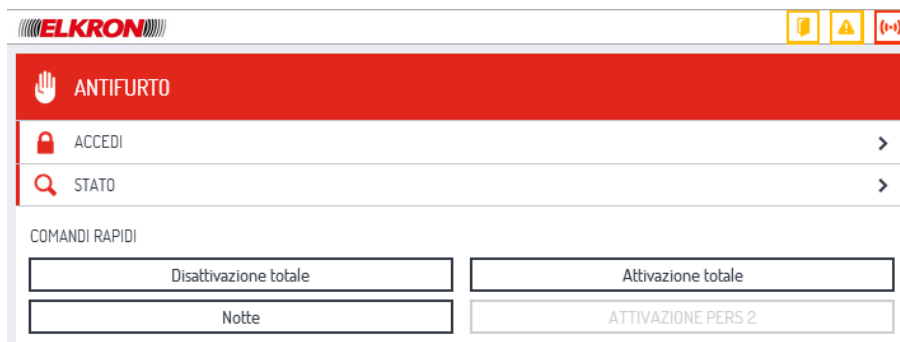 ELKRON
ANTIFURTO
ACCEDI
STATO
COMANDI RAPIDI
Disattivazione totale
Attivazione totale
Notte
ATTIVAZIONE PERS 2